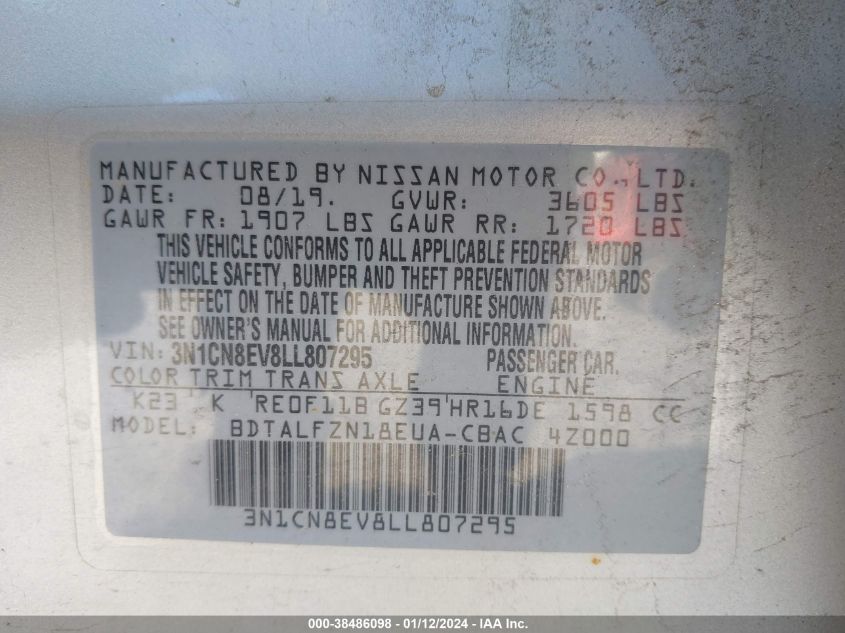 MANUFACTURED BY NISSAN MOTOR CO., LTD.
DATE: 08/19. GVWR: 3605 LBS
GAWR FR: 1907 LBS GAWR RR: 1720 LBS
THIS VEHICLE CONFORMS TO ALL APPLICABLE FEDERAL MOTOR
VEHICLE SAFETY, BUMPER AND THEFT PREVENTION STANDARDS
IN EFFECT ON THE DATE OF MANUFACTURE SHOWN ABOVE.
SEE OWNER'S MANUAL FOR ADDITIONAL INFORMATION.
VIN: 3N1CN8EV8LL807295 PASSENGER CAR.
COLOR TRIM TRANS AXLE ENGINE
K23 K RE0F11B GZ39 HR16DE 1598 CC
MODEL: BDTALFZN18EUA-CBAC 4Z000
3N1CN8EV8LL807295
000-38486098 - 01/12/2024 - IAA Inc.